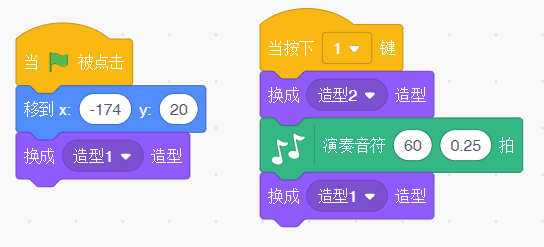 当 被点击
移到 x: -174 y: 20
换成 造型1 造型
当按下 1 键
换成 造型2 造型
演奏音符 60 0.25 拍
换成 造型1 造型